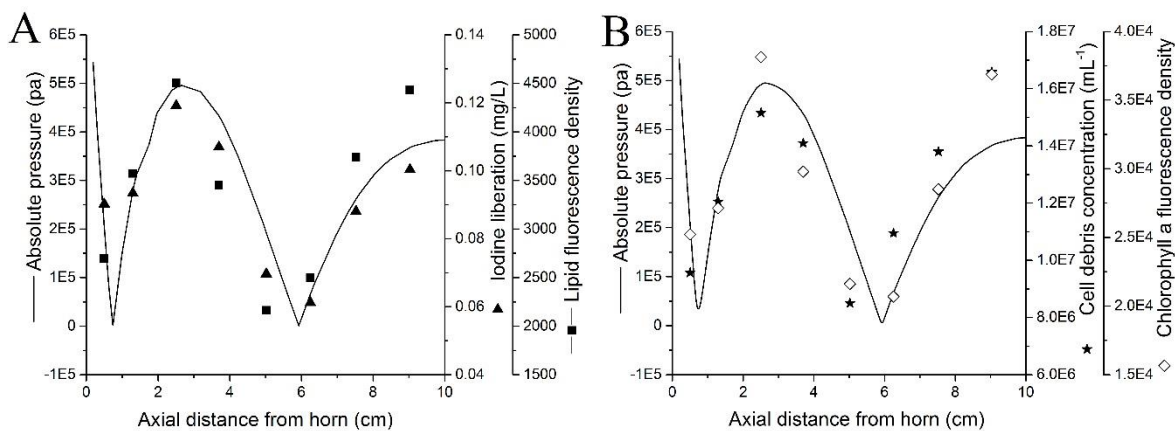 A
6E5
5E5
4E5
3E5
2E5
1E5
0
-1E5
Absolute pressure (pa)
0 2 4 6 8 10
Axial distance from horn (cm)
0.14
0.12
0.10
0.08
0.06
0.04
Iodine liberation (mg/L)
5000
4500
4000
3500
3000
2500
2000
1500
Lipid fluorescence density
B
6E5
5E5
4E5
3E5
2E5
1E5
0
-1E5
Absolute pressure (pa)
0 2 4 6 8 10
Axial distance from horn (cm)
1.8E7
1.6E7
1.4E7
1.2E7
1.0E7
8.0E6
6.0E6
Cell debris concentration (mL⁻¹)
4.0E4
3.5E4
3.0E4
2.5E4
2.0E4
1.5E4
Chlorophyll a fluorescence density